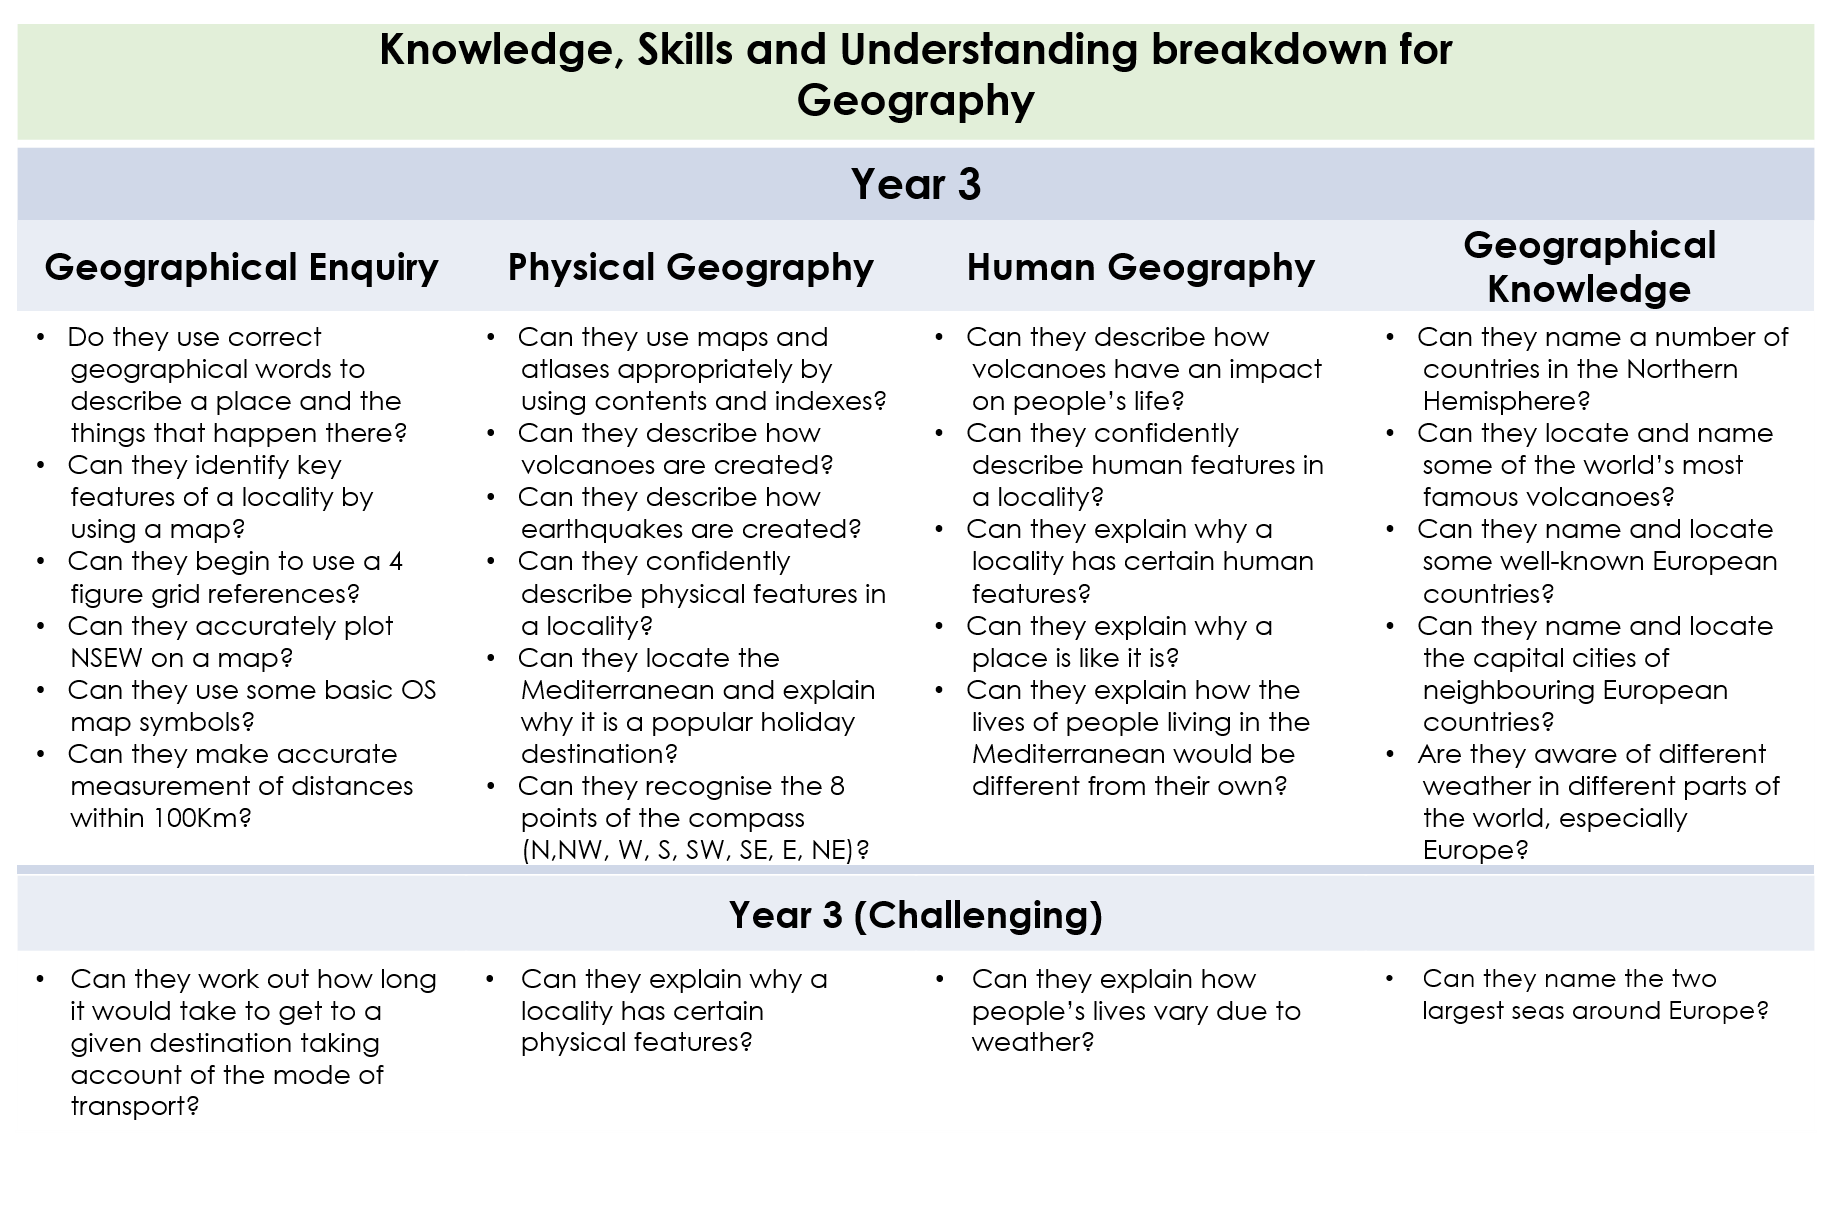 Knowledge, Skills and Understanding breakdown for
Geography
Year 3
Geographical Enquiry
Physical Geography
Human Geography
Geographical
Knowledge
• Do they use correct
geographical words to
describe a place and the
things that happen there?
• Can they identify key
features of a locality by
using a map?
• Can they begin to use a 4
figure grid references?
• Can they accurately plot
NSEW on a map?
• Can they use some basic OS
map symbols?
• Can they make accurate
measurement of distances
within 100Km?
• Can they use maps and
atlases appropriately by
using contents and indexes?
• Can they describe how
volcanoes are created?
• Can they describe how
earthquakes are created?
• Can they confidently
describe physical features in
a locality?
• Can they locate the
Mediterranean and explain
why it is a popular holiday
destination?
• Can they recognise the 8
points of the compass
(N,NW, W, S, SW, SE, E, NE)?
• Can they describe how
volcanoes have an impact
on people’s life?
• Can they confidently
describe human features in
a locality?
• Can they explain why a
locality has certain human
features?
• Can they explain why a
place is like it is?
• Can they explain how the
lives of people living in the
Mediterranean would be
different from their own?
• Can they name a number of
countries in the Northern
Hemisphere?
• Can they locate and name
some of the world’s most
famous volcanoes?
• Can they name and locate
some well-known European
countries?
• Can they name and locate
the capital cities of
neighbouring European
countries?
• Are they aware of different
weather in different parts of
the world, especially
Europe?
Year 3 (Challenging)
• Can they work out how long
it would take to get to a
given destination taking
account of the mode of
transport?
• Can they explain why a
locality has certain
physical features?
• Can they explain how
people’s lives vary due to
weather?
• Can they name the two
largest seas around Europe?